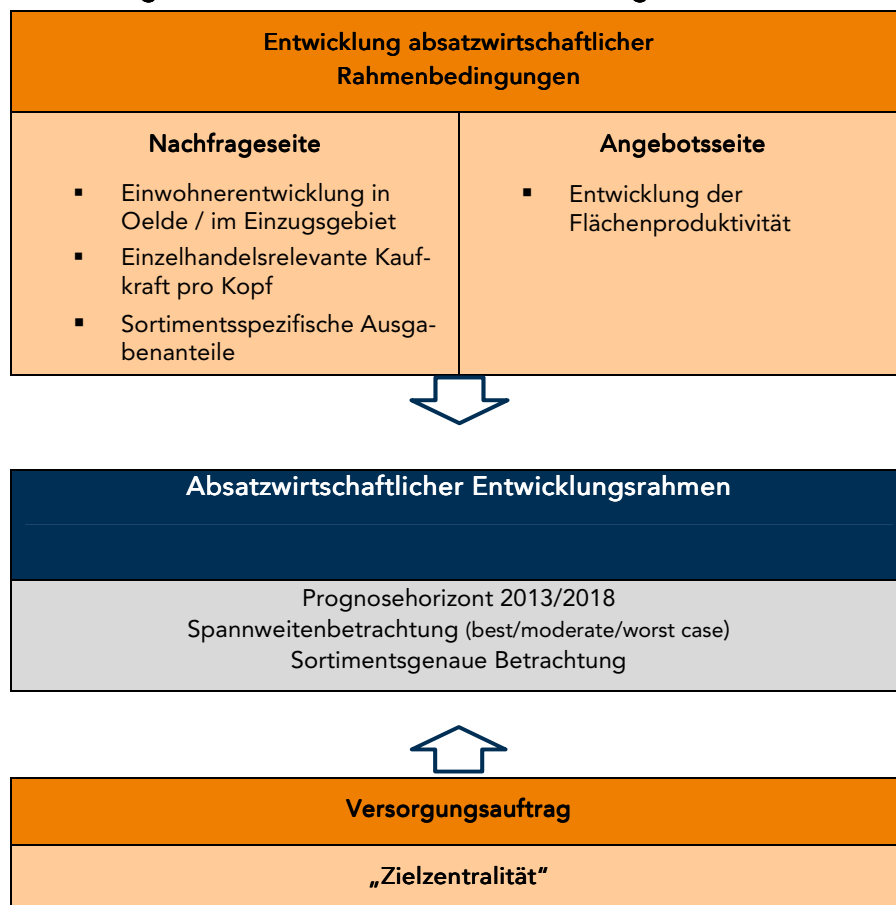 Entwicklung absatzwirtschaftlicher
Rahmenbedingungen
Nachfrageseite
▪ Einwohnerentwicklung in
Oelde / im Einzugsgebiet
▪ Einzelhandelsrelevante Kauf-
kraft pro Kopf
▪ Sortimentsspezifische Ausga-
benanteile
Angebotsseite
▪ Entwicklung der
Flächenproduktivität
Absatzwirtschaftlicher Entwicklungsrahmen
Prognosehorizont 2013/2018
Spannweitenbetrachtung (best/moderate/worst case)
Sortimentsgenaue Betrachtung
Versorgungsauftrag
„Zielzentralität“